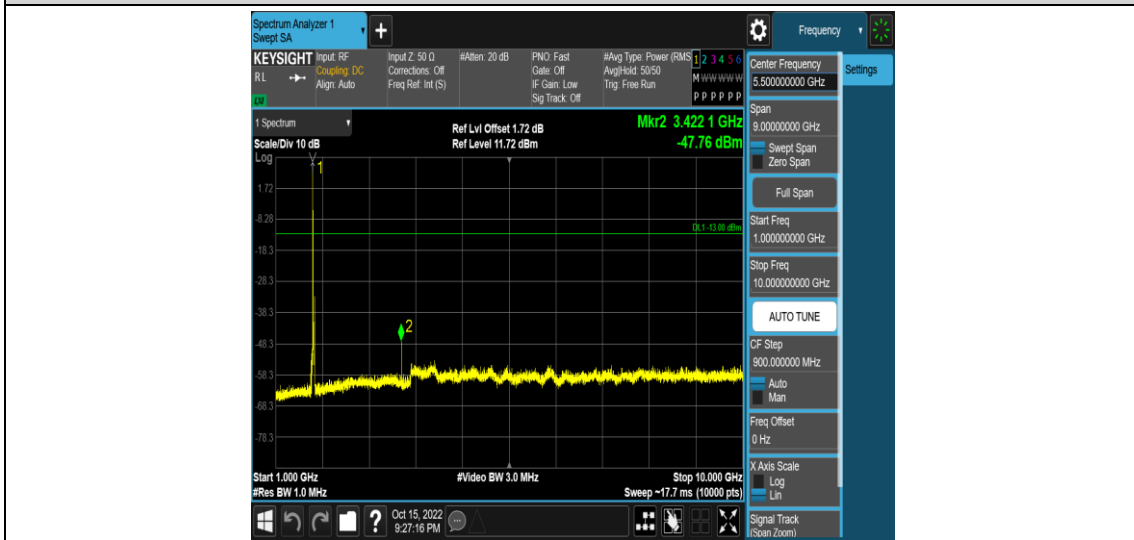 Spectrum Analyzer 1
Swept SA
+
Frequency
KEYSIGHT
RL
LXI
Input: RF
Coupling: DC
Align: Auto
Input Z: 50 Ω
Corrections: Off
Freq Ref: Int (S)
#Atten: 20 dB
PNO: Fast
Gate: Off
IF Gain: Low
Sig Track: Off
#Avg Type: Power (RMS
Avg|Hold: 50/50
Trig: Free Run
1 2 3 4 5 6
M W W W W W
P P P P P P
1 Spectrum
Scale/Div 10 dB
Ref Lvl Offset 1.72 dB
Ref Level 11.72 dBm
Mkr2 3.422 1 GHz
-47.76 dBm
Log
1
1.72
-8.28
DL1 -13.00 dBm
-18.3
-28.3
-38.3
2
-48.3
-58.3
-68.3
-78.3
Start 1.000 GHz
#Video BW 3.0 MHz
Stop 10.000 GHz
#Res BW 1.0 MHz
Sweep ~17.7 ms (10000 pts)
?
Oct 15, 2022
9:27:16 PM
Center Frequency
5.50000000 GHz
Settings
Span
9.00000000 GHz
Swept Span
Zero Span
Full Span
Start Freq
1.000000000 GHz
Stop Freq
10.000000000 GHz
AUTO TUNE
CF Step
900.000000 MHz
Auto
Man
Freq Offset
0 Hz
X Axis Scale
Log
Lin
Signal Track
(Span Zoom)